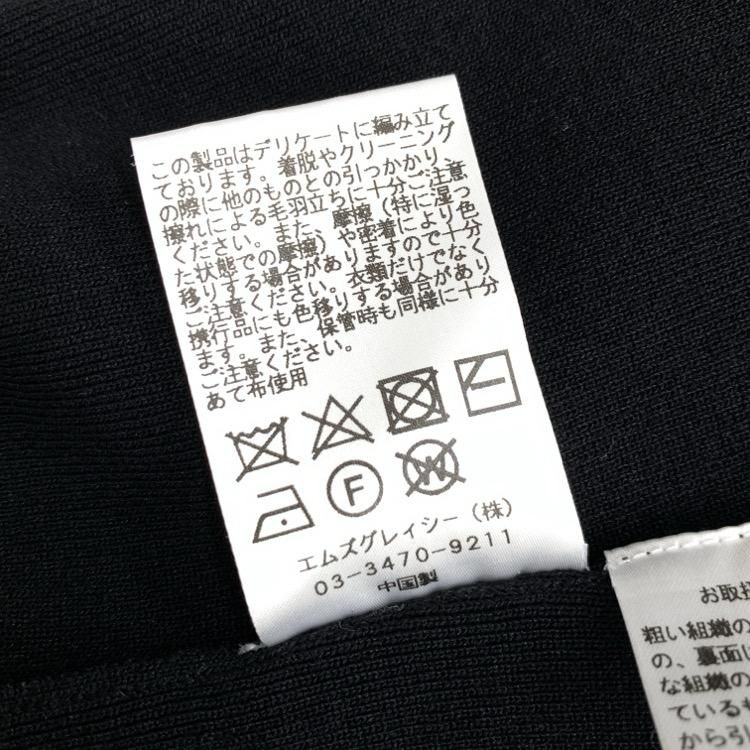 この製品はデリケートに編み立て
ております。着脱やクリーニング
の際に他のものとの引っかかり、
擦れによる毛羽立ちに十分ご注意
ください。また、摩擦(特に湿っ
た状態での摩擦)や密着により色
移りする場合がありますので十分
ご注意ください。衣類だけでなく
携行品にも色移りする場合があり
ます。また、保管時も同様に十分
ご注意ください。
あて布使用
F
W
エムズグレイシー(株)
03-3470-9211
中国製
お取扱
粗い組織の
の、裏面に
な組織の
ている
から引